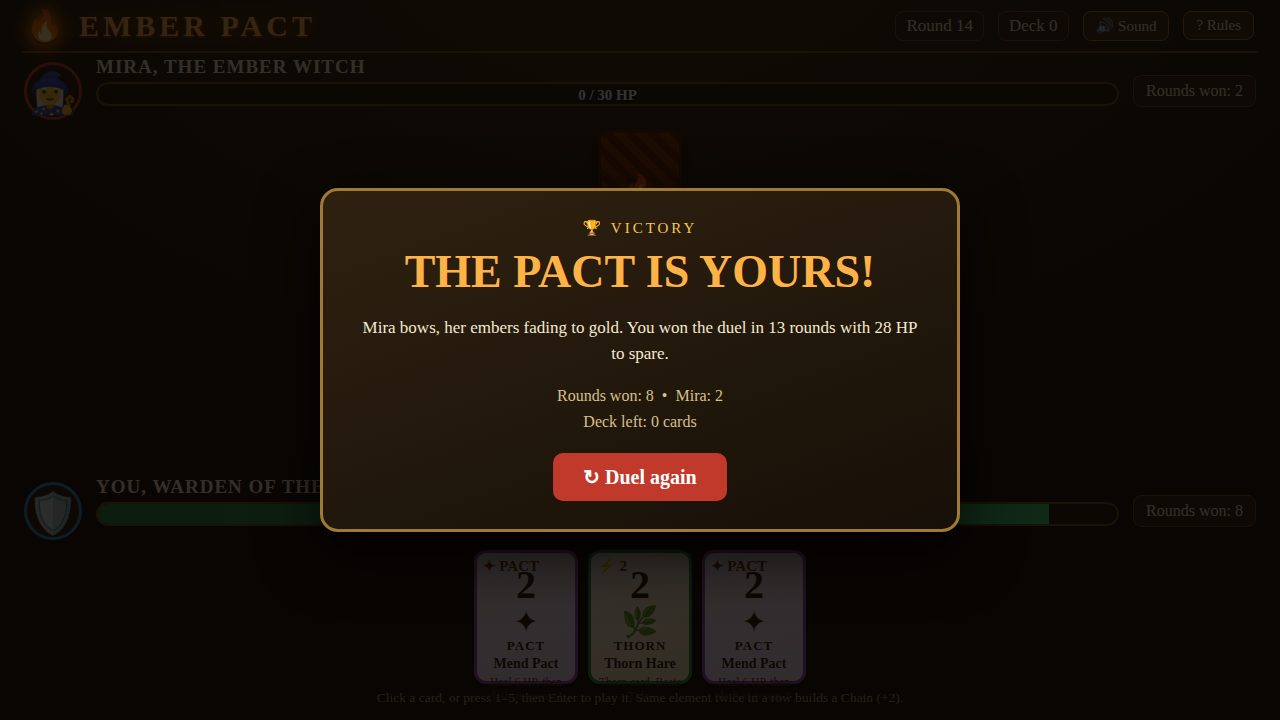 EMBER PACT
Round 14
Deck 0
Sound
? Rules
MIRA, THE EMBER WITCH
0 / 30 HP
Rounds won: 2
VICTORY
THE PACT IS YOURS!
Mira bows, her embers fading to gold. You won the duel in 13 rounds with 28 HP
to spare.
Rounds won: 8 • Mira: 2
Deck left: 0 cards
↻ Duel again
YOU, WARDEN OF THE
Rounds won: 8
✦ PACT
2
✦
PACT
Mend Pact
⚡ 2
2
THORN
Thorn Hare
✦ PACT
2
✦
PACT
Mend Pact
Click a card, or press 1–5, then Enter to play it. Same element twice in a row builds a Chain (+2).